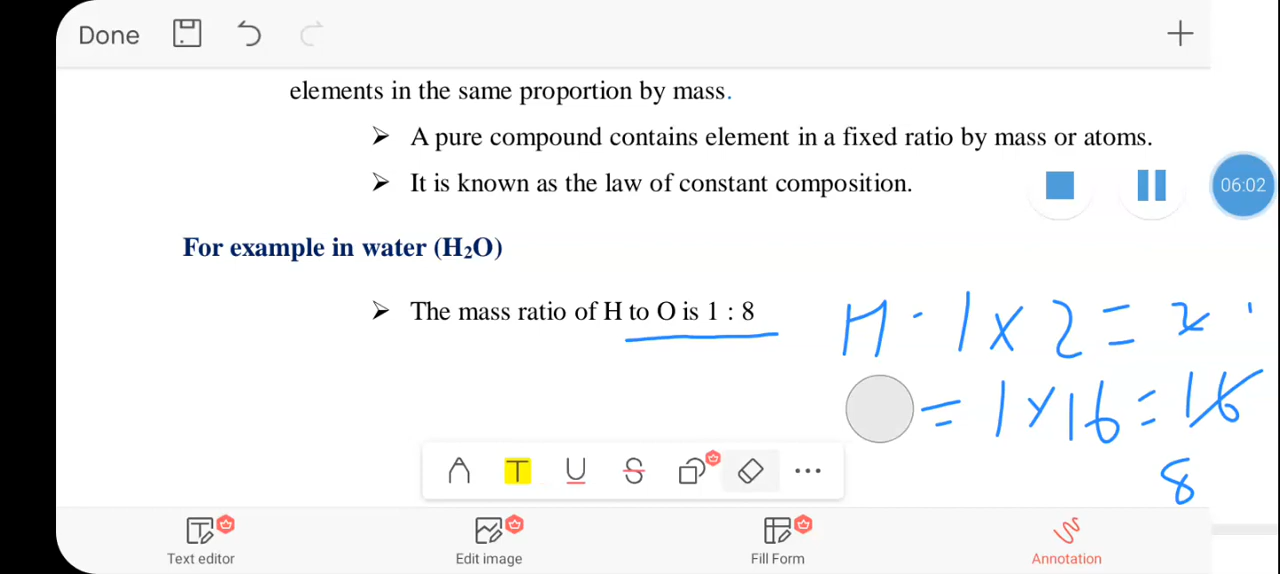 Done
elements in the same proportion by mass.
➢ A pure compound contains element in a fixed ratio by mass or atoms.
➢ It is known as the law of constant composition.
06:02
For example in water (H₂O)
➢ The mass ratio of H to O is 1 : 8
H · 1 × 2 = 2
= 1 × 16 = 16
8
T U S
Text editor Edit image Fill Form Annotation